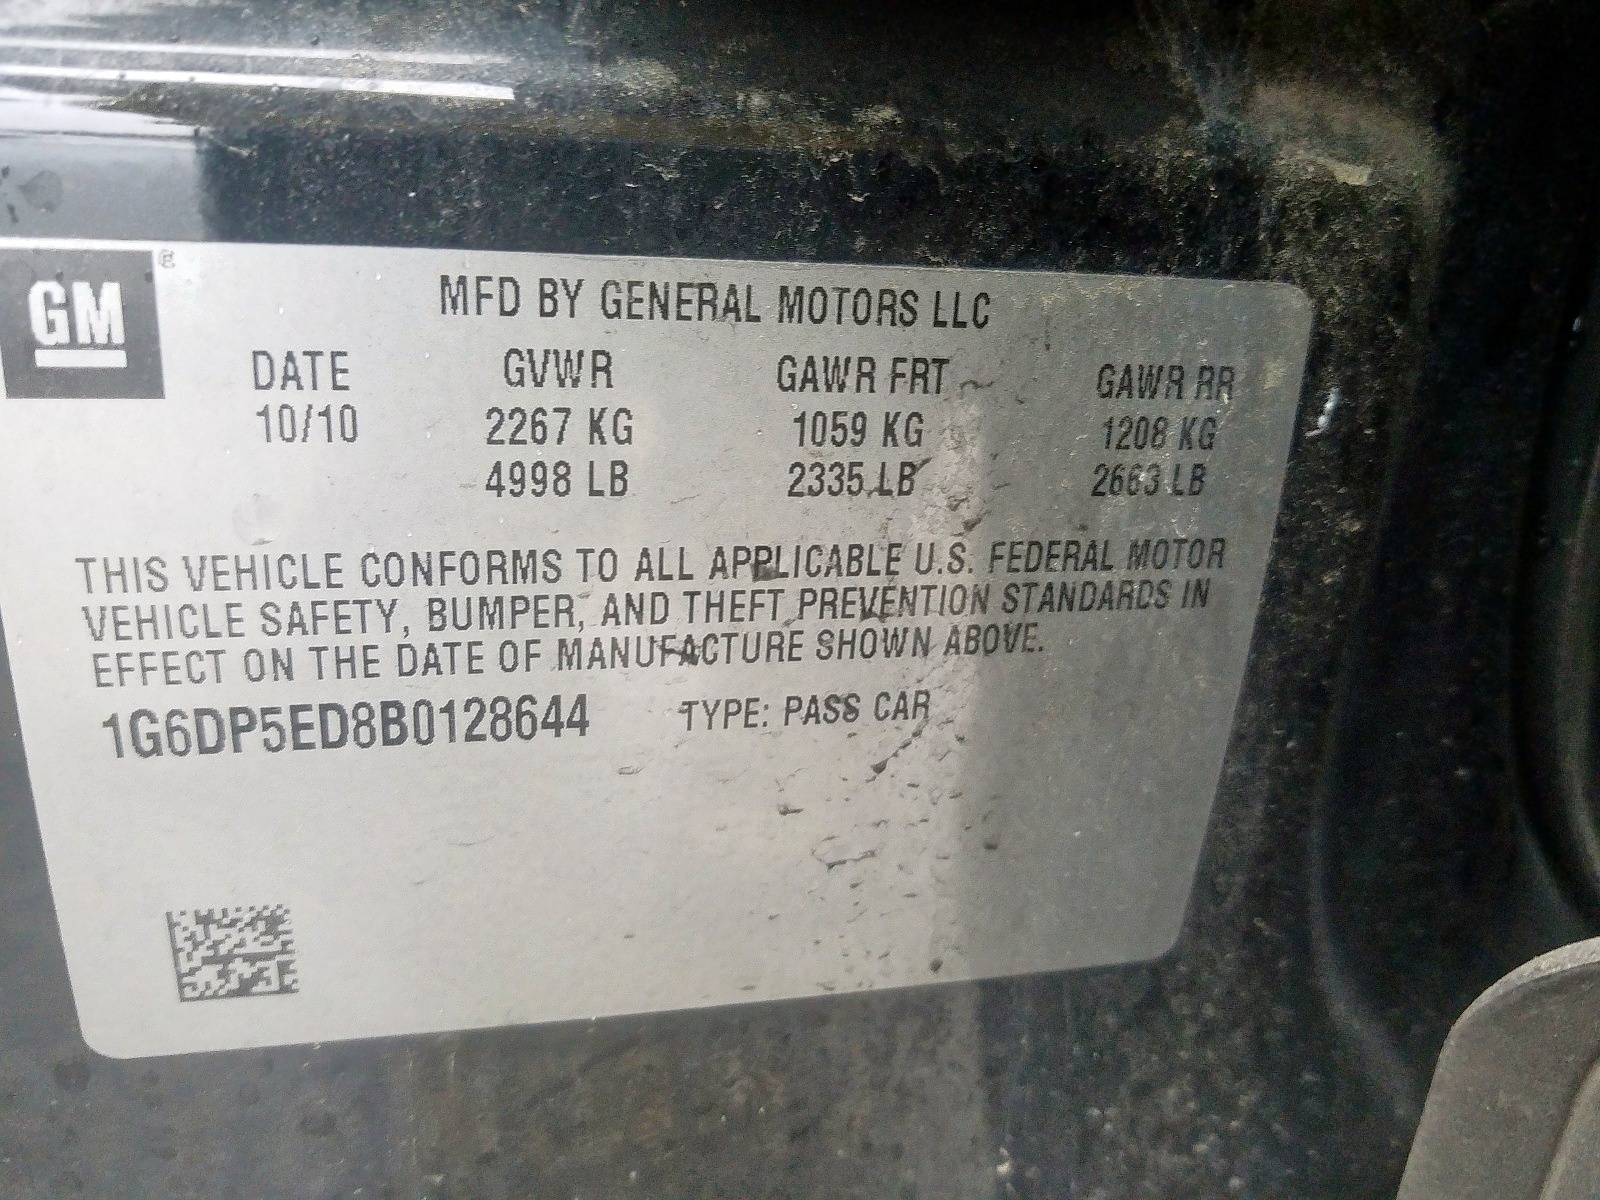 GM
MFD BY GENERAL MOTORS LLC
DATE GVWR GAWR FRT GAWR RR
10/10 2267 KG 1059 KG 1208 KG
4998 LB 2335 LB 2663 LB
THIS VEHICLE CONFORMS TO ALL APPLICABLE U.S. FEDERAL MOTOR
VEHICLE SAFETY, BUMPER, AND THEFT PREVENTION STANDARDS IN
EFFECT ON THE DATE OF MANUFACTURE SHOWN ABOVE.
1G6DP5ED8B0128644 TYPE: PASS CAR